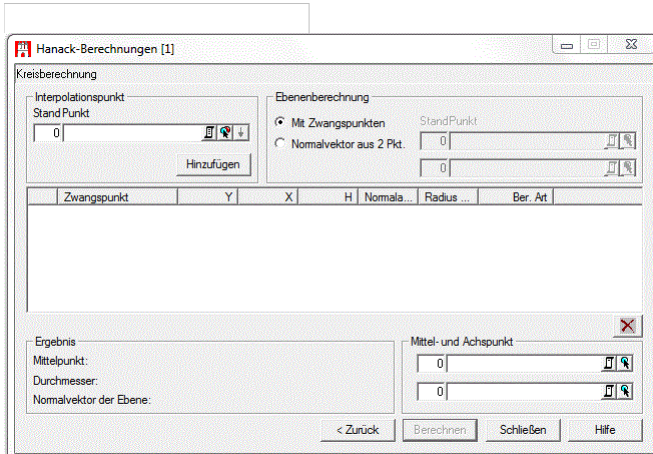 Hanack-Berechnungen [1]
Kreisberechnung
Interpolationspunkt
Stand Punkt
0
Hinzufügen
Ebenenberechnung
Mit Zwangspunkten
Normalvektor aus 2 Pkt.
Stand Punkt
0
0
Zwangspunkt Y X H Normala... Radius ... Ber. Art
Ergebnis
Mittelpunkt:
Durchmesser:
Normalvektor der Ebene:
Mittel- und Achspunkt
0
0
< Zurück Berechnen Schließen Hilfe